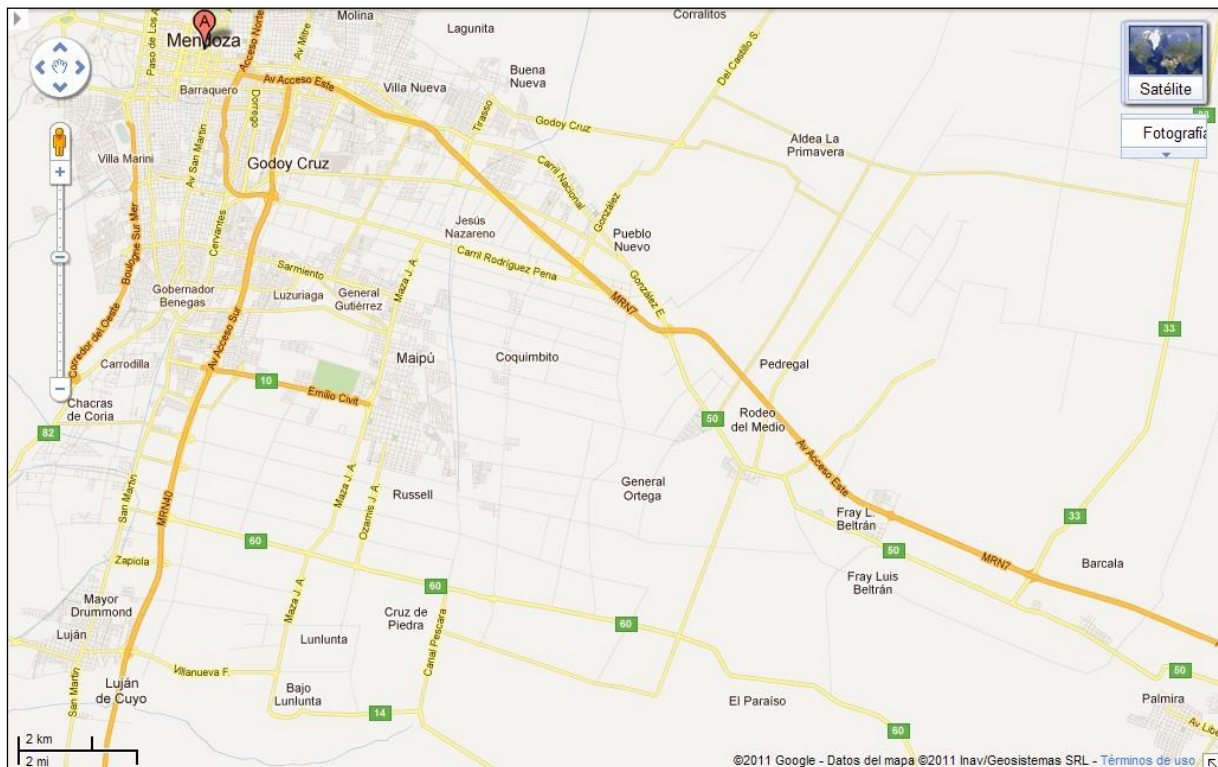 Molina
Corralitos
Lagunita
A
Mendoza
Paso de Los A
Acceso Norte
Av Mitre
Del Castillo S.
Satélite
Fotografía
33
Buena
Nueva
Av Acceso Este
Villa Nueva
Barraquero
Dorrego
Tirasso
Godoy Cruz
Aldea La
Primavera
Villa Marini
Av San Martin
Godoy Cruz
Carril Nacional
González
Jesús
Nazareno
Pueblo
Nuevo
Boulogne Sur Mer
Cervantes
Sarmiento
Carril Rodríguez Pena
Maza J. A.
González E.
MRN7
Gobernador
Benegas
Luzuriaga
General
Gutiérrez
33
Corredor del Oeste
Av Acceso Sur
Carrodilla
Maipú
Coquimbito
Pedregal
10
Emilio Civit
Chacras
de Coria
82
50
Rodeo
del Medio
Av Acceso Este
San Martin
MRN40
Maza J. A.
Ozamis J. A.
Russell
General
Ortega
Fray L.
Beltrán
33
60
50
MRN7
Barcala
Zapiola
Fray Luis
Beltrán
60
Mayor
Drummond
Maza J. A.
Cruz de
Piedra
60
Luján
Lunlunta
Canal Pescara
Villanueva F.
50
Luján
de Cuyo
San Martin
Bajo
Lunlunta
14
El Paraíso
Palmira
60
Av Libe
2 km
2 mi
©2011 Google - Datos del mapa ©2011 Inav/Geosistemas SRL - Términos de uso